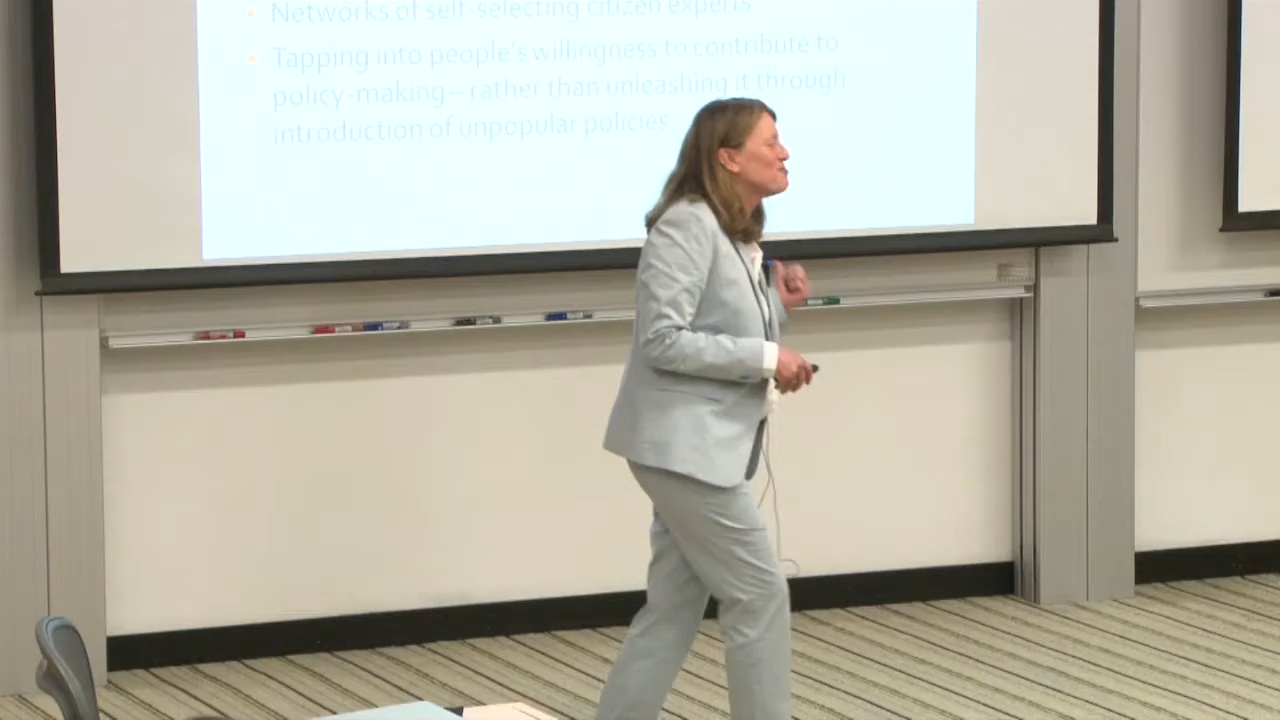 Networks of self-selecting citizen experts
Tapping into people's willingness to contribute to
policy-making – rather than unleashing it through
introduction of unpopular policies